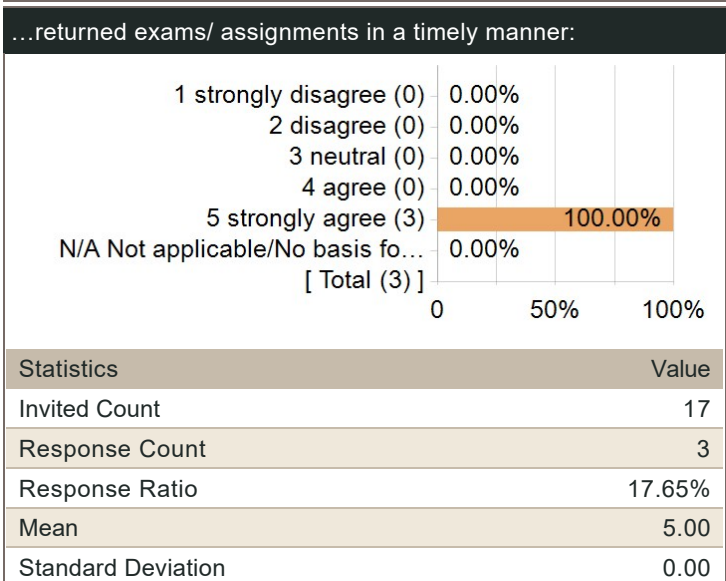 …returned exams/ assignments in a timely manner:
1 strongly disagree (0) 0.00%
2 disagree (0) 0.00%
3 neutral (0) 0.00%
4 agree (0) 0.00%
5 strongly agree (3) 100.00%
N/A Not applicable/No basis fo… 0.00%
[ Total (3) ]
0 50% 100%
Statistics Value
Invited Count 17
Response Count 3
Response Ratio 17.65%
Mean 5.00
Standard Deviation 0.00